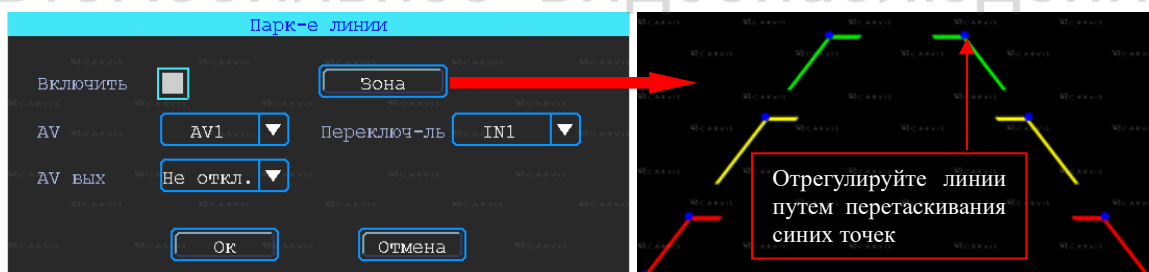 Парк-е линии
Включить
Зона
AV AV1 Переключ-ль IN1
AV вых Не откл.
Ок Отмена
Отрегулируйте линии
путем перетаскивания
синих точек
CARVIS